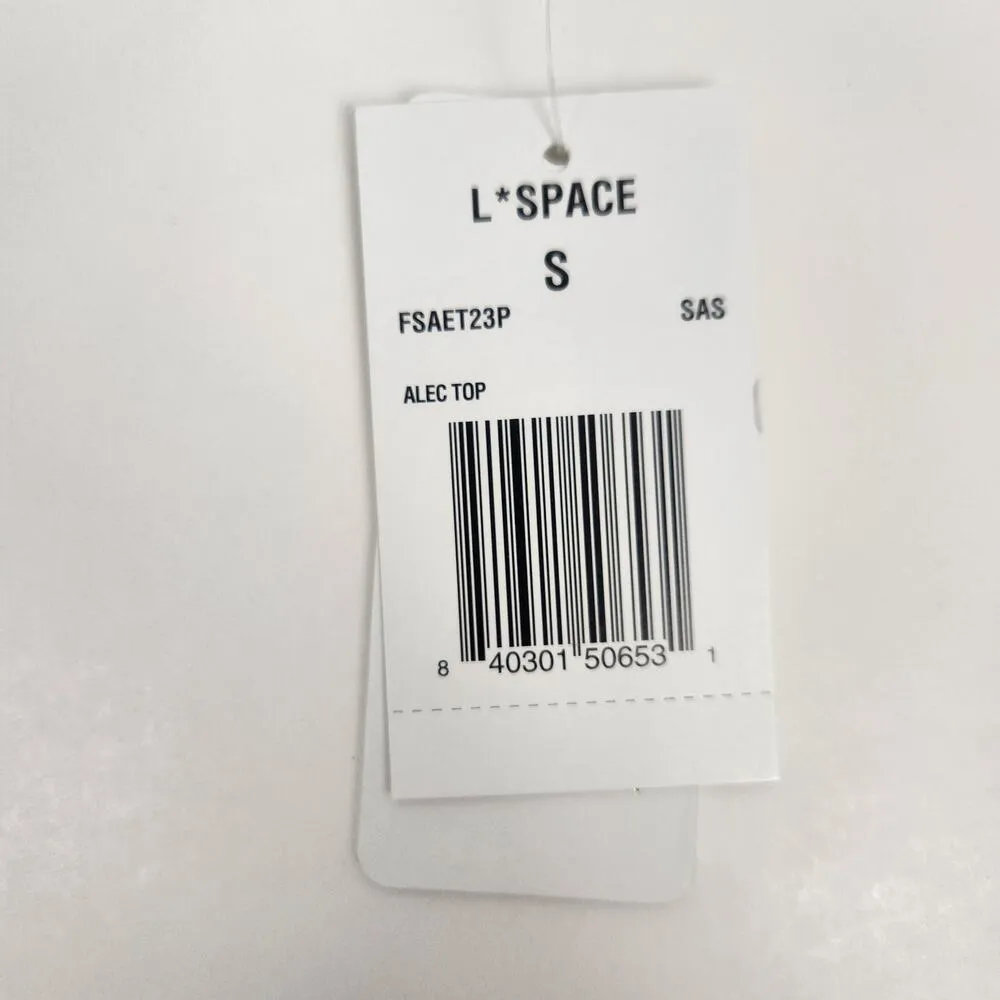 L*SPACE
S
FSAET23P SAS
ALEC TOP
8 40301 50653 1